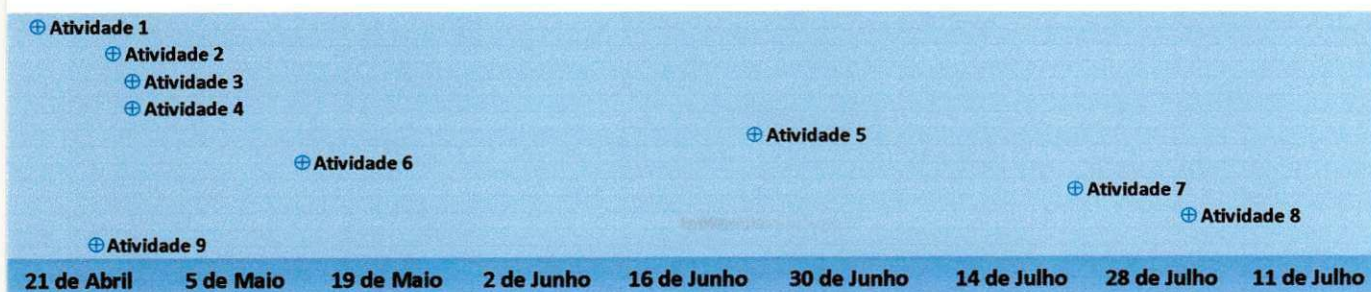 Atividade 1
Atividade 2
Atividade 3
Atividade 4
Atividade 5
Atividade 6
Atividade 7
Atividade 8
Atividade 9
21 de Abril 5 de Maio 19 de Maio 2 de Junho 16 de Junho 30 de Junho 14 de Julho 28 de Julho 11 de Julho